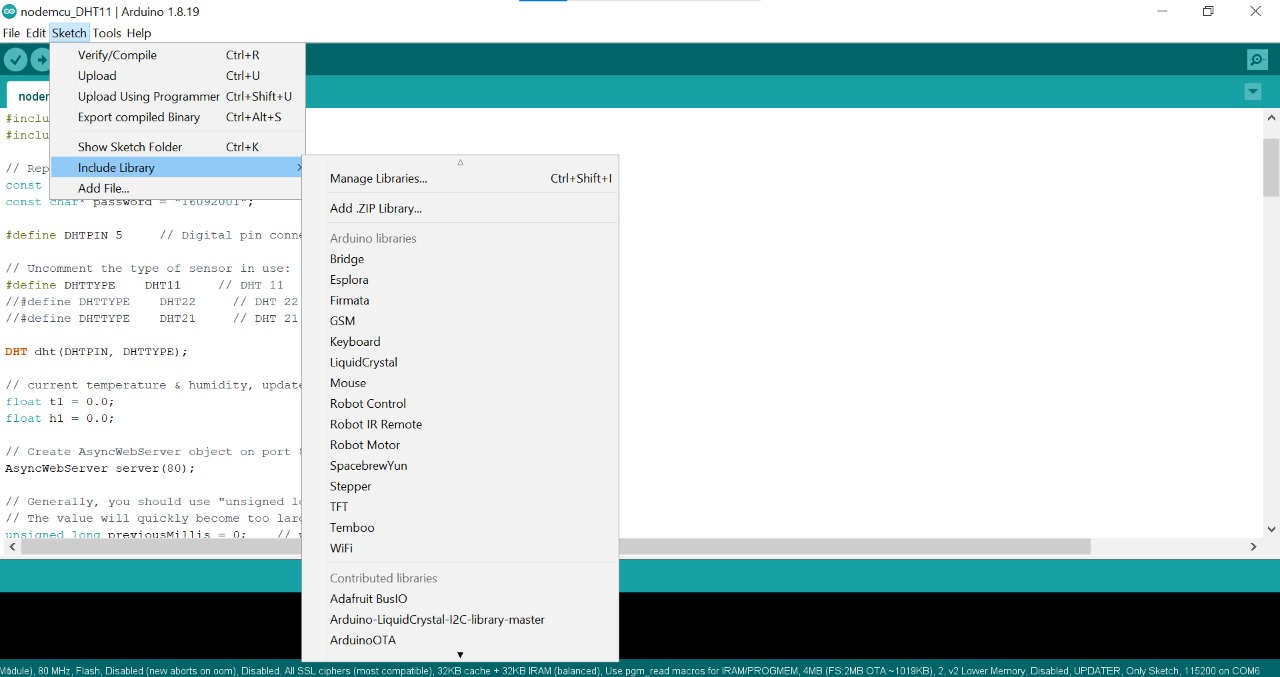 nodemcu_DHT11 | Arduino 1.8.19
File Edit Sketch Tools Help
Verify/Compile Ctrl+R
Upload Ctrl+U
Upload Using Programmer Ctrl+Shift+U
Export compiled Binary Ctrl+Alt+S
Show Sketch Folder Ctrl+K
Include Library
Add File...
Manage Libraries... Ctrl+Shift+I
Add .ZIP Library...
Arduino libraries
Bridge
Esplora
Firmata
GSM
Keyboard
LiquidCrystal
Mouse
Robot Control
Robot IR Remote
Robot Motor
SpacebrewYun
Stepper
TFT
Temboo
WiFi
Contributed libraries
Adafruit BusIO
Arduino-LiquidCrystal-I2C-library-master
ArduinoOTA
noder
#inclu
#inclu
// Rep
const
const char* password = "16092001";
#define DHTPIN 5 // Digital pin conne
// Uncomment the type of sensor in use:
#define DHTTYPE DHT11 // DHT 11
//#define DHTTYPE DHT22 // DHT 22
//#define DHTTYPE DHT21 // DHT 21
DHT dht(DHTPIN, DHTTYPE);
// current temperature & humidity, update
float t1 = 0.0;
float h1 = 0.0;
// Create AsyncWebServer object on port
AsyncWebServer server(80);
// Generally, you should use "unsigned lo
// The value will quickly become too larg
unsigned long previousMillis = 0; //
Module), 80 MHz, Flash, Disabled (new aborts on oom), Disabled, All SSL ciphers (most compatible), 32KB cache + 32KB IRAM (balanced), Use pgm_read macros for IRAM/PROGMEM, 4MB (FS:2MB OTA:~1019KB), 2, v2 Lower Memory, Disabled, UPDATER, Only Sketch, 115200 on COM6